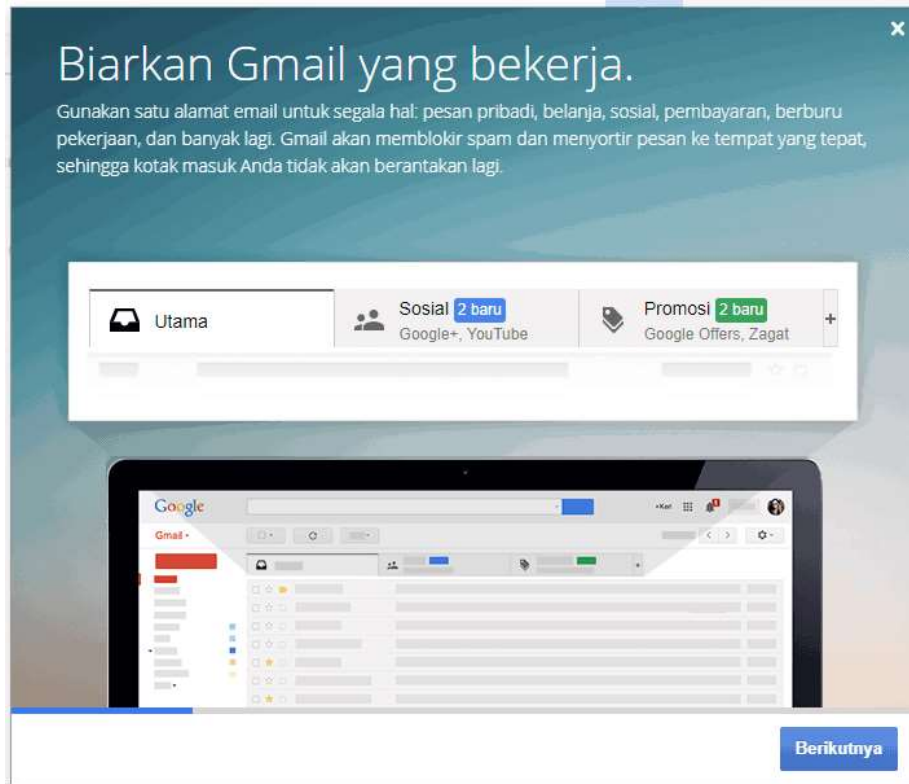 Biarkan Gmail yang bekerja.
Gunakan satu alamat email untuk segala hal: pesan pribadi, belanja, sosial, pembayaran, berburu
pekerjaan, dan banyak lagi. Gmail akan memblokir spam dan menyortir pesan ke tempat yang tepat,
sehingga kotak masuk Anda tidak akan berantakan lagi.
Utama
Sosial 2 baru
Google+, YouTube
Promosi 2 baru
Google Offers, Zagat
Google
Gmail
Berikutnya